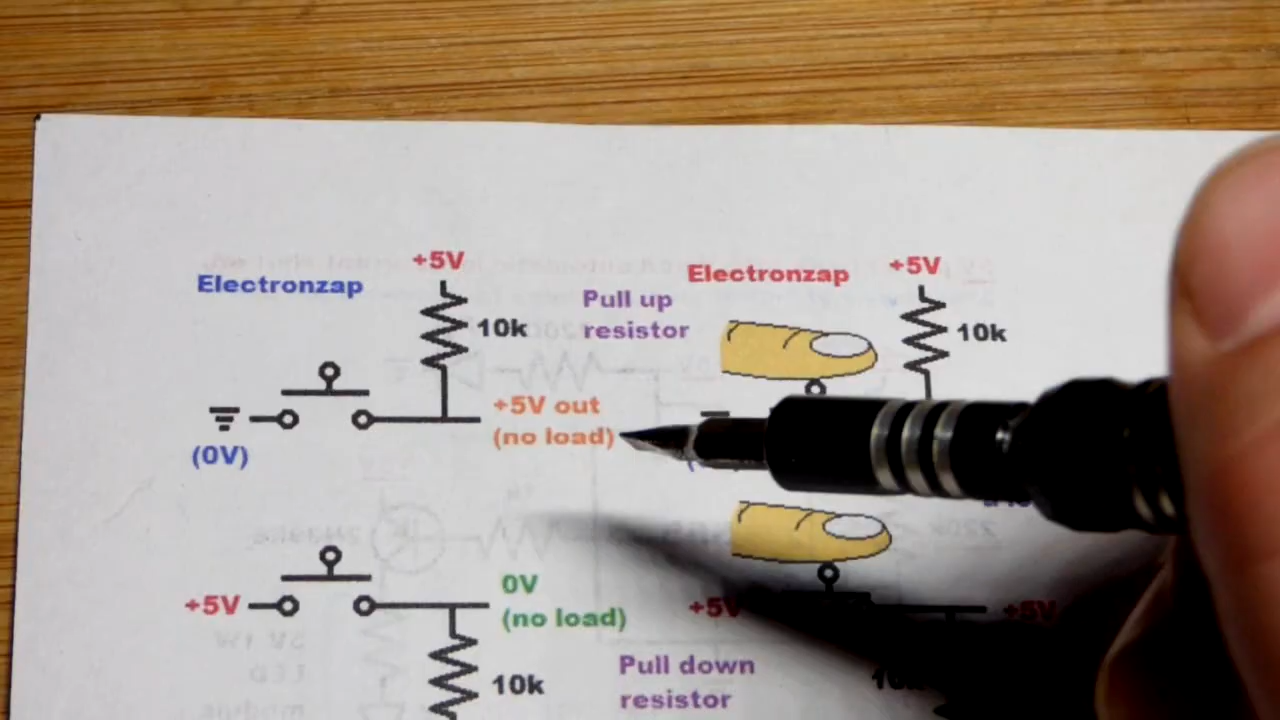 +5V
Electronzap
10k
+5V out
(no load)
(0V)
Pull up
resistor
Electronzap
+5V
10k
+5V
0V
(no load)
10k
Pull down
resistor
+5V
+5V